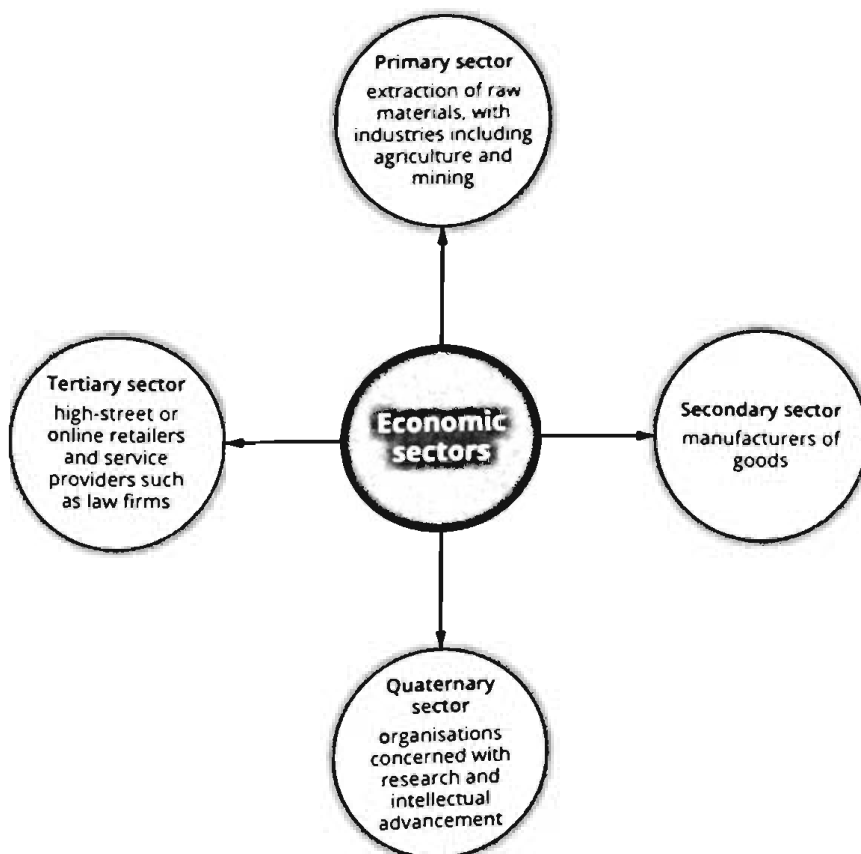 Primary sector
extraction of raw
materials, with
industries including
agriculture and
mining
Tertiary sector
high-street or
online retailers
and service
providers such
as law firms
Economic
sectors
Secondary sector
manufacturers of
goods
Quaternary
sector
organisations
concerned with
research and
intellectual
advancement